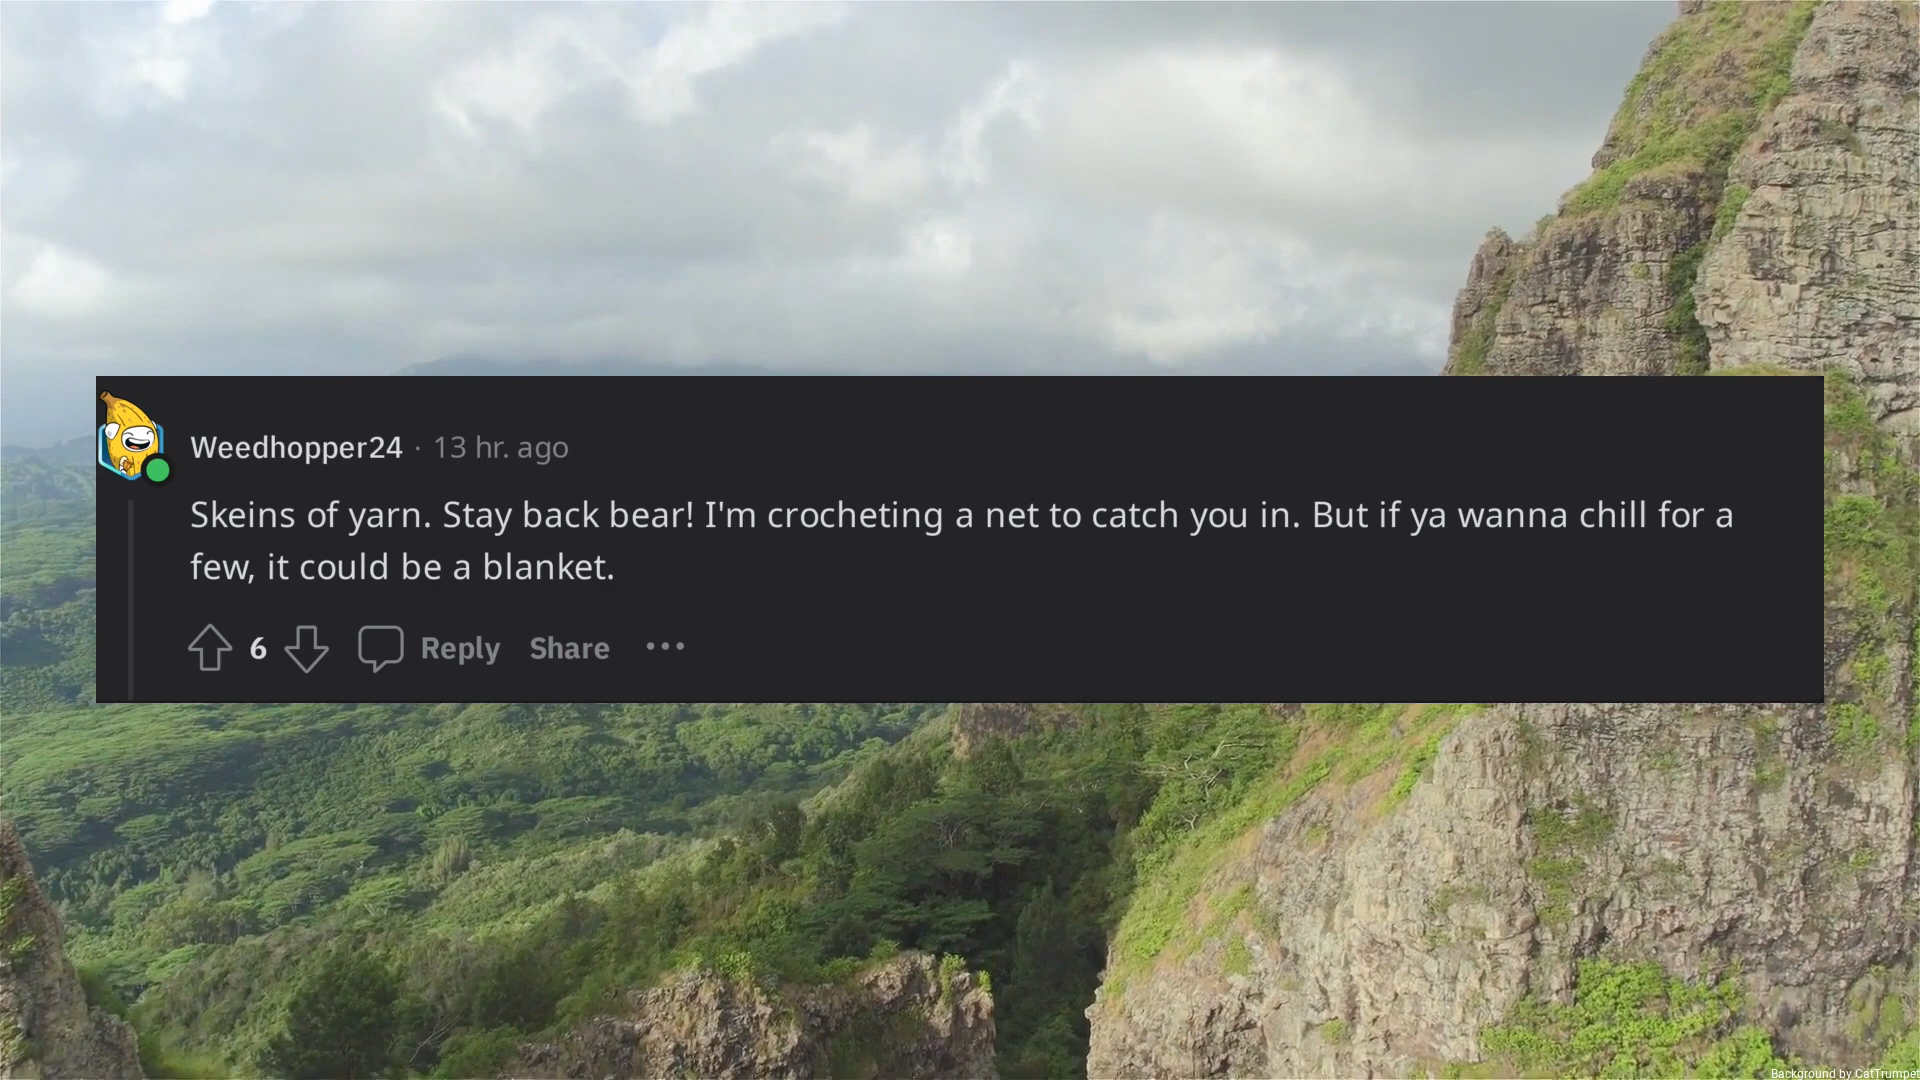 Weedhopper24 · 13 hr. ago
Skeins of yarn. Stay back bear! I'm crocheting a net to catch you in. But if ya wanna chill for a
few, it could be a blanket.
6 Reply Share ···
Background by CatTrumpet